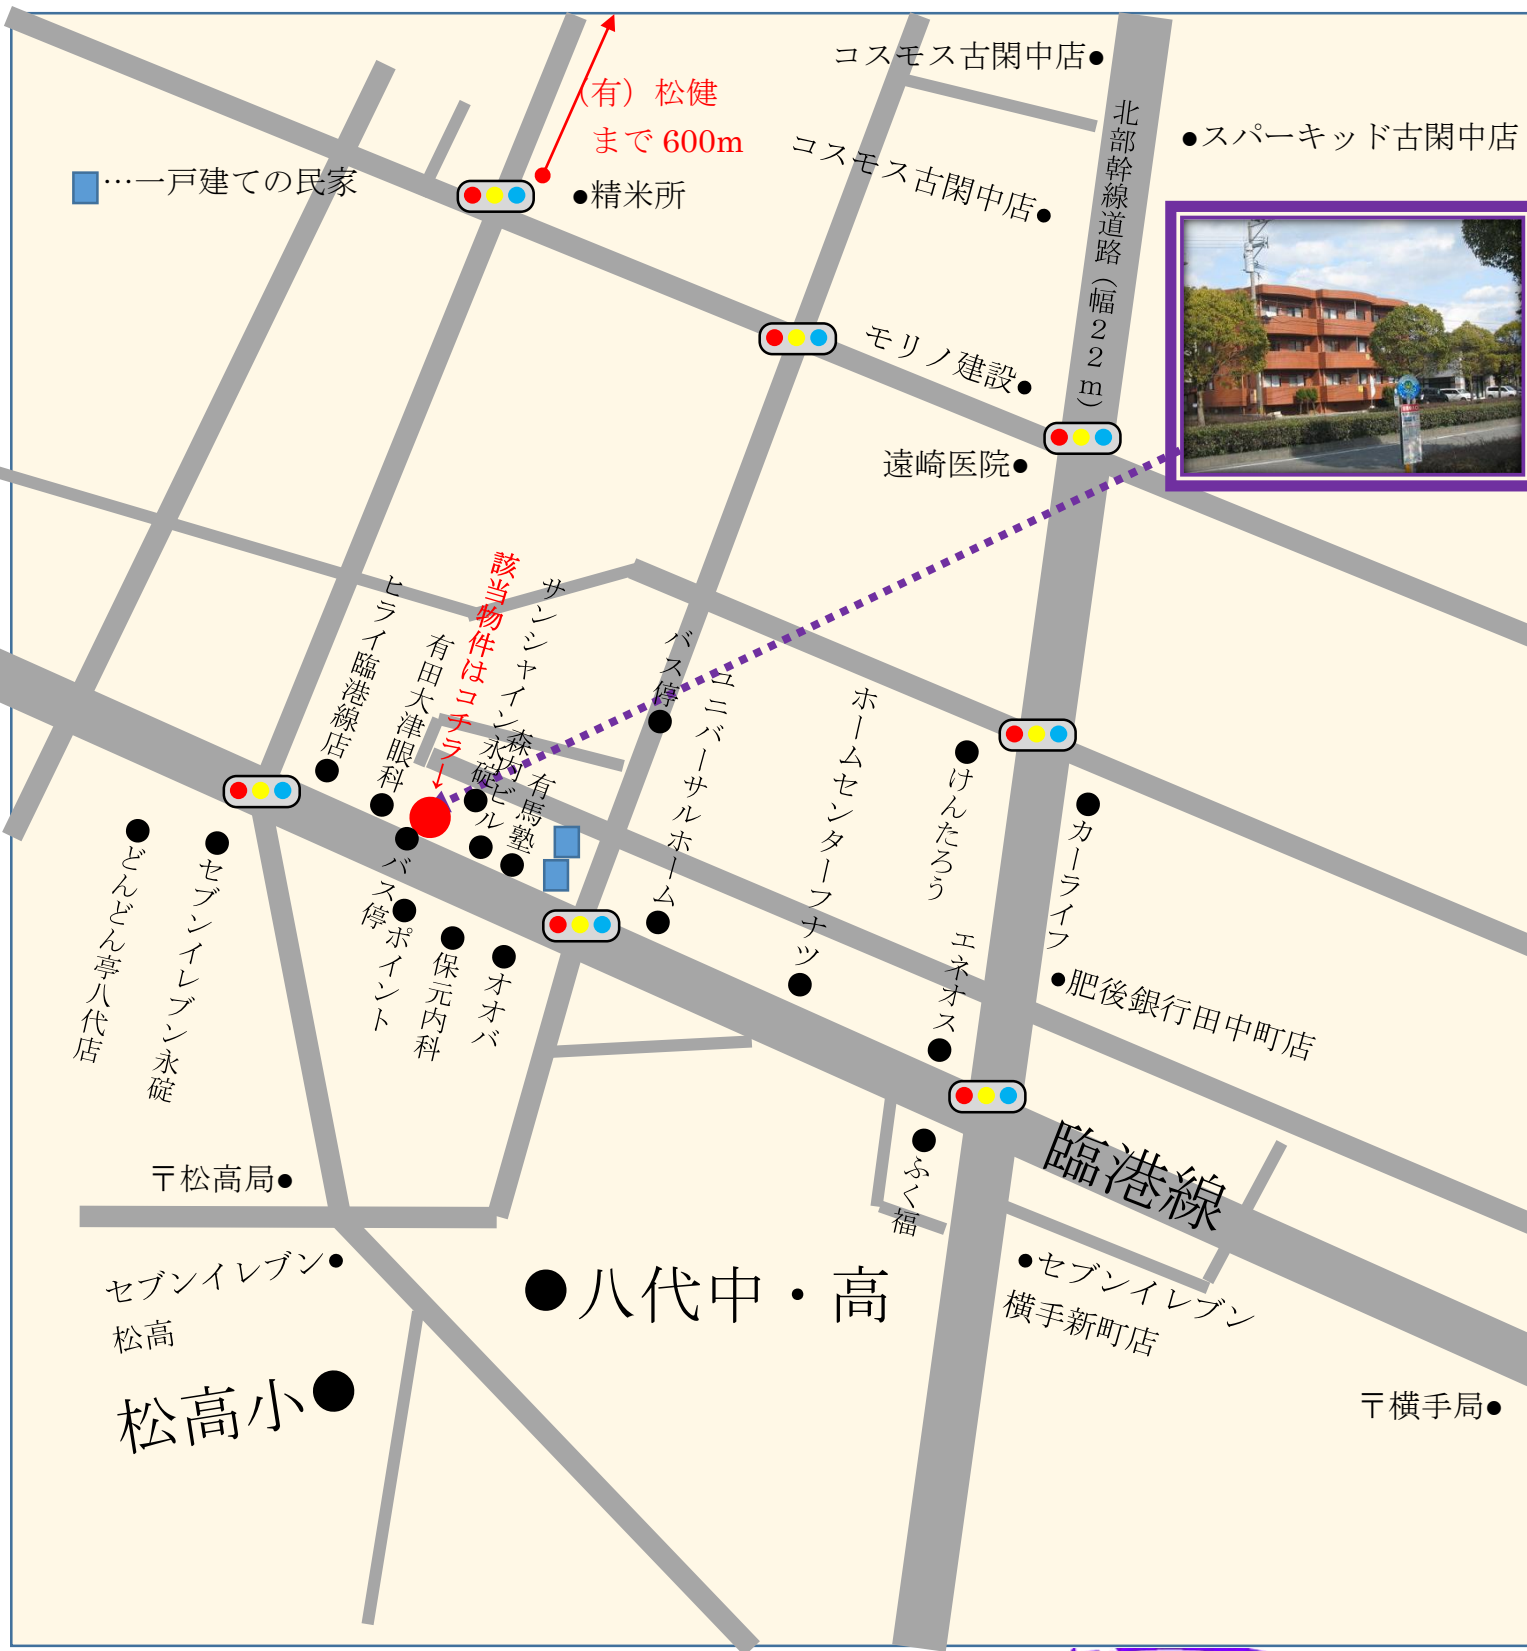 コスモス古閑中店
(有)松健
まで600m
北部幹線道路(幅22m)
スパーキッド古閑中店
…一戸建ての民家
精米所
コスモス古閑中店
モリノ建設
遠崎医院
該当物件はコチラ→
サンシャイン永碇
ヒライ臨港線店
有田大津眼科
森内ビル
有馬塾
バス停
ユニバーサルホーム
ホームセンターフナツ
けんたろう
カーライフ
どんどん亭八代店
セブンイレブン永碇
バス停
ポイント
保元内科
オオバ
エネオス
肥後銀行田中町店
臨港線
ふく福
〒松高局
セブンイレブン
松高
八代中・高
セブンイレブン
横手新町店
松高小
〒横手局